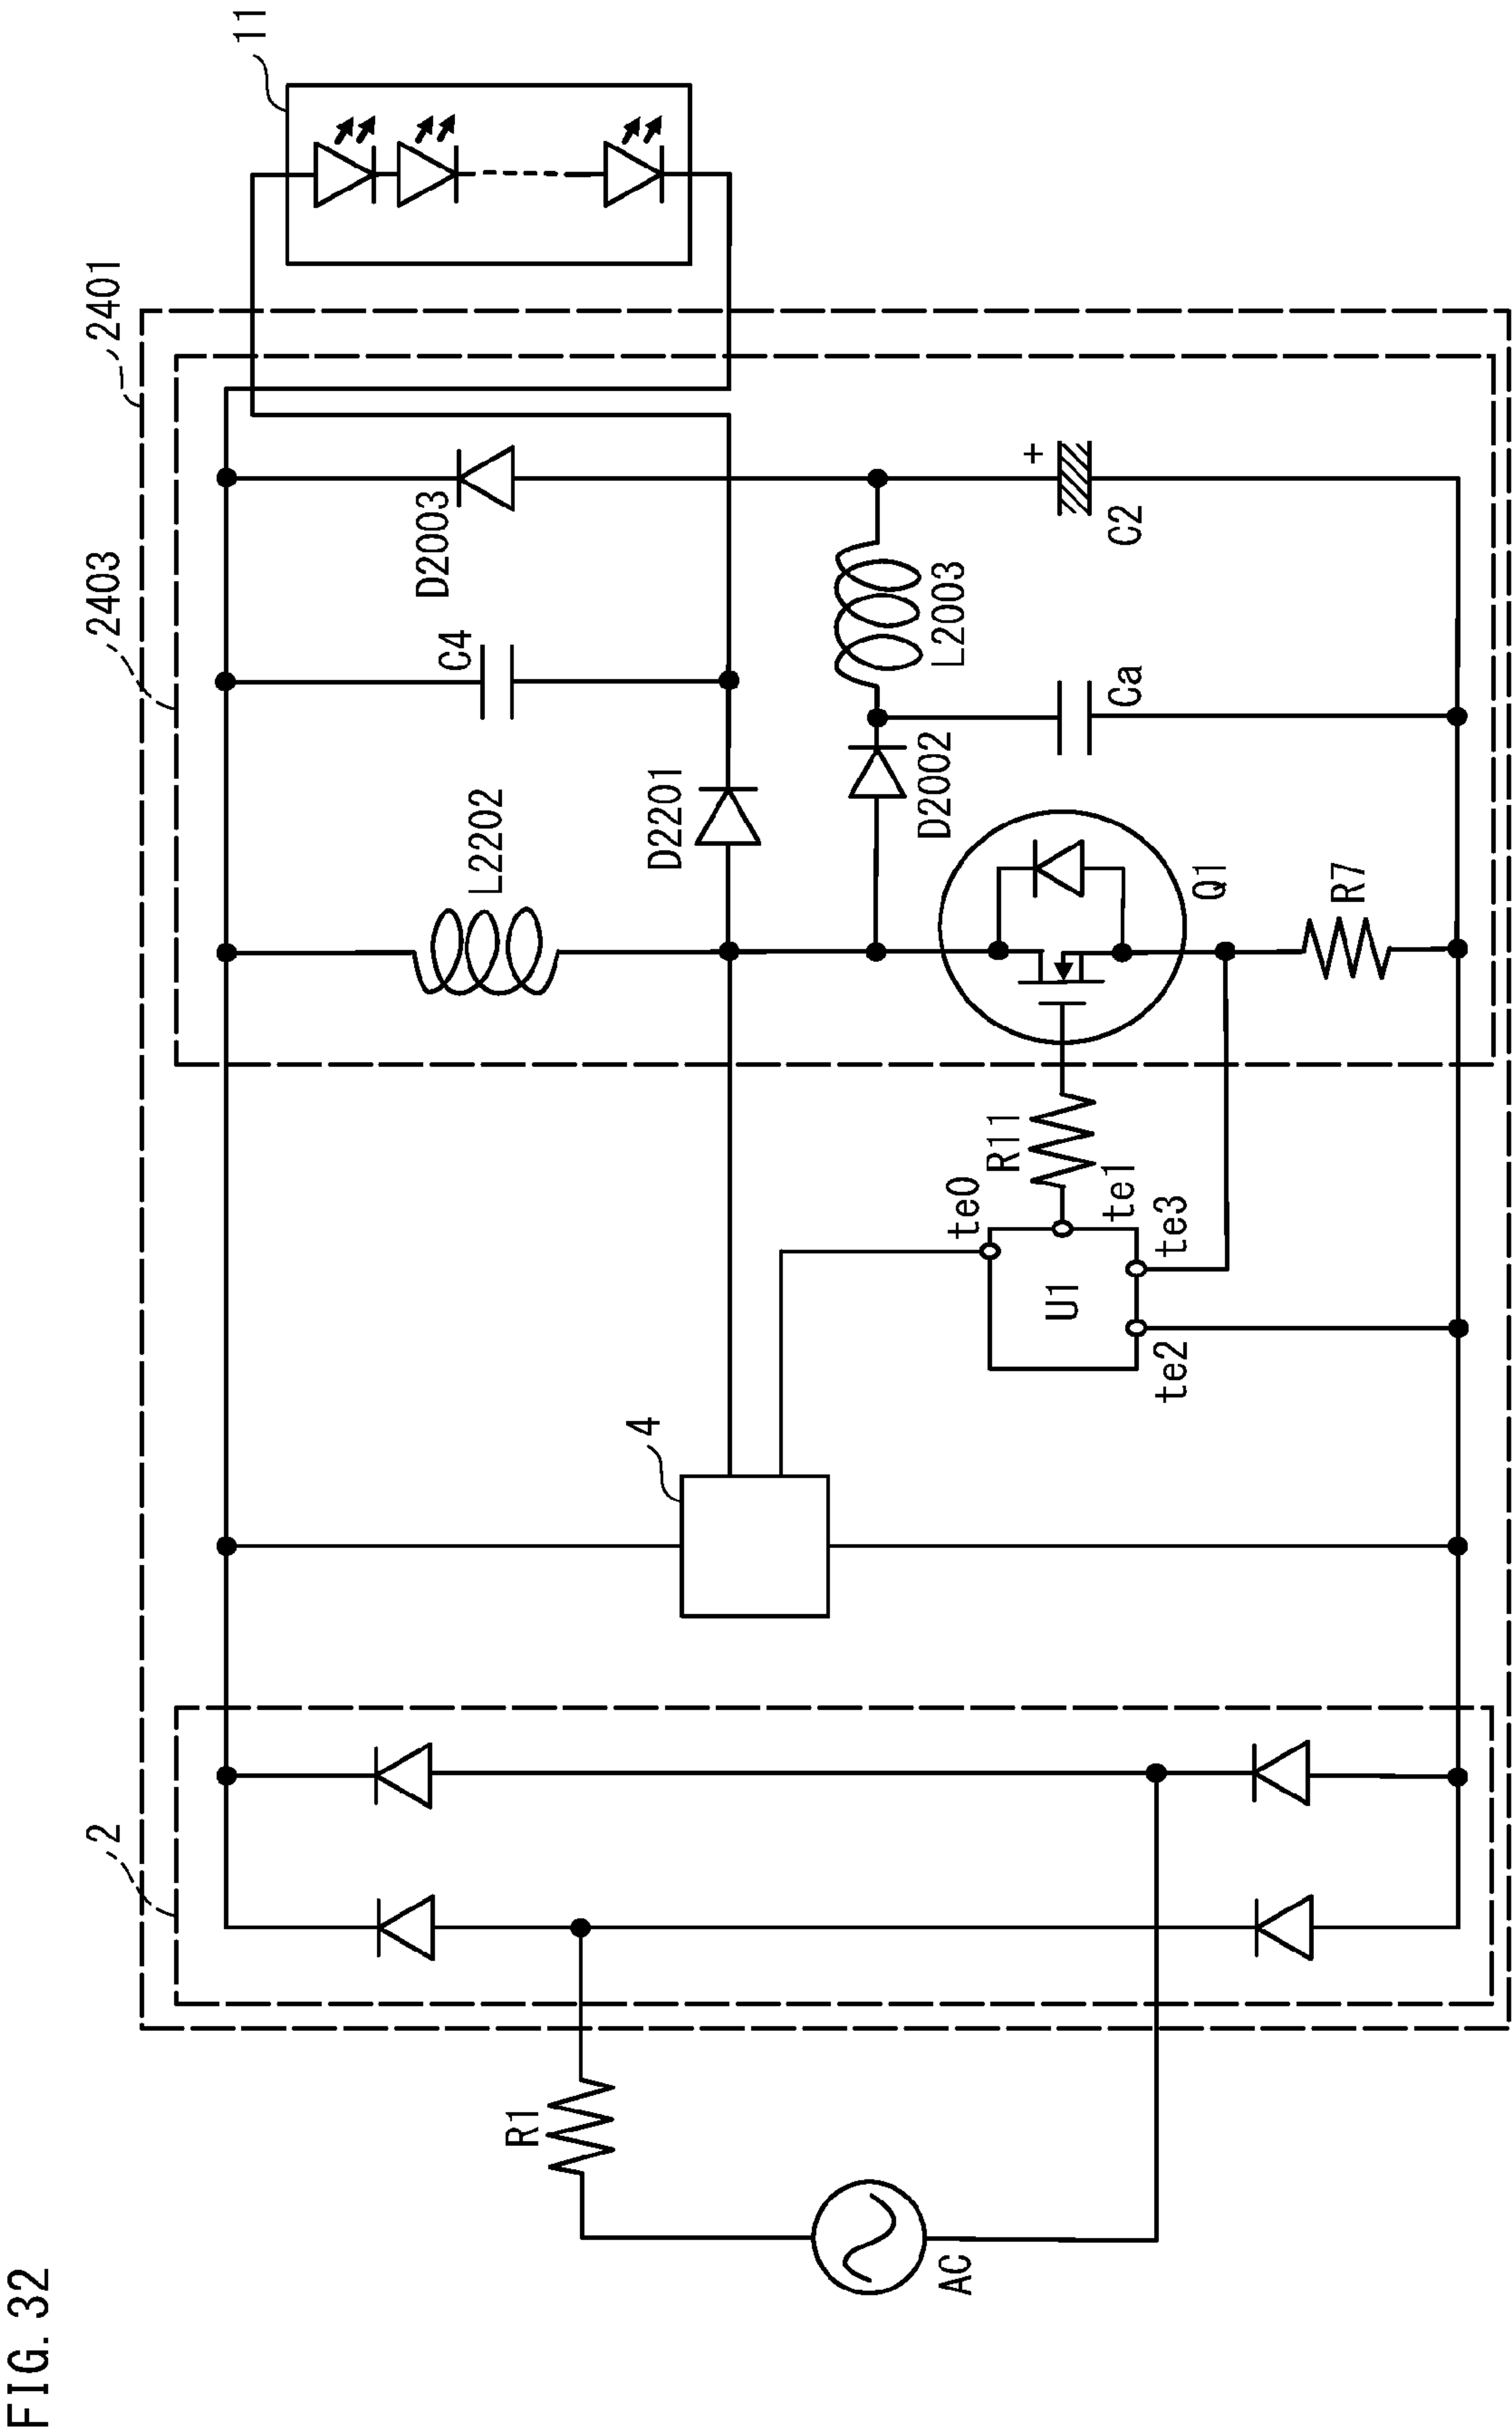 FIG. 32
2401
2403
2
11
L2202
C4
D2003
D2201
4
D2002
L2003
te0
R11
te1
U1
te3
te2
Q1
R7
Ca
+
C2
R1
AC